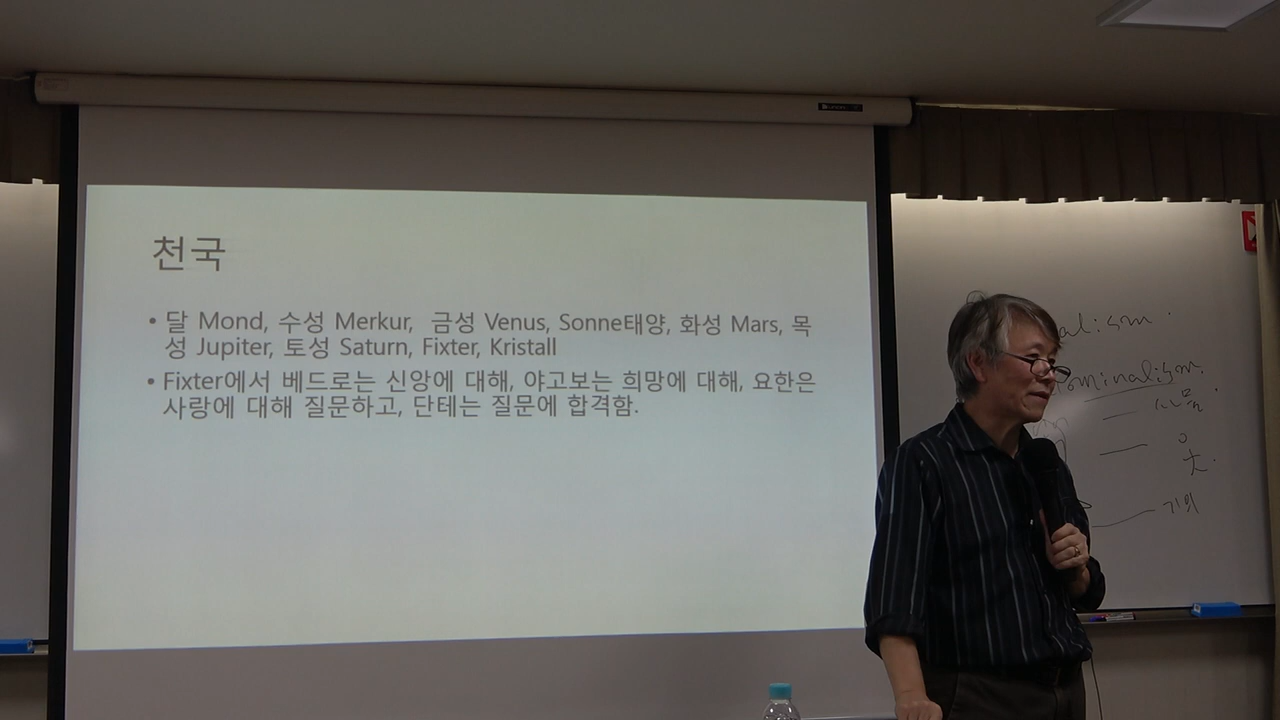 천국
• 달 Mond, 수성 Merkur, 금성 Venus, Sonne태양, 화성 Mars, 목
성 Jupiter, 토성 Saturn, Fixter, Kristall
• Fixter에서 베드로는 신앙에 대해, 야고보는 희망에 대해, 요한은
사랑에 대해 질문하고, 단테는 질문에 합격함.